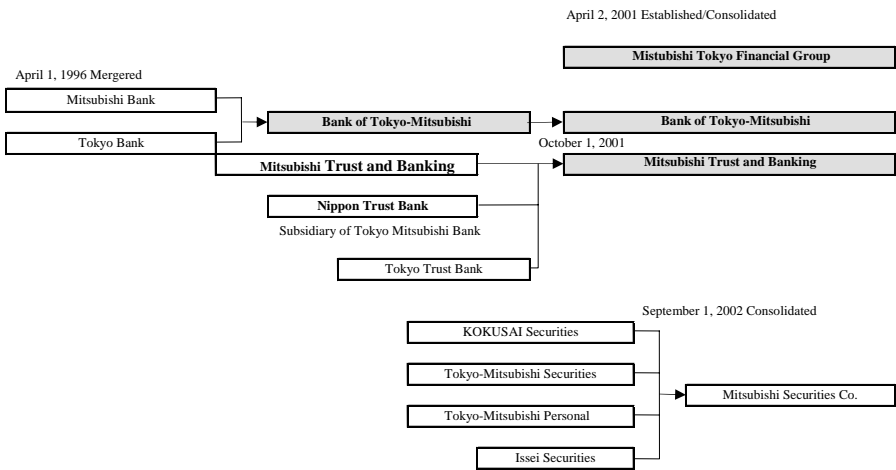 April 2, 2001 Established/Consolidated
Mistubishi Tokyo Financial Group
April 1, 1996 Mergered
Mitsubishi Bank
Bank of Tokyo-Mitsubishi
Bank of Tokyo-Mitsubishi
Tokyo Bank
October 1, 2001
Mitsubishi Trust and Banking
Mitsubishi Trust and Banking
Nippon Trust Bank
Subsidiary of Tokyo Mitsubishi Bank
Tokyo Trust Bank
September 1, 2002 Consolidated
KOKUSAI Securities
Tokyo-Mitsubishi Securities
Mitsubishi Securities Co.
Tokyo-Mitsubishi Personal
Issei Securities